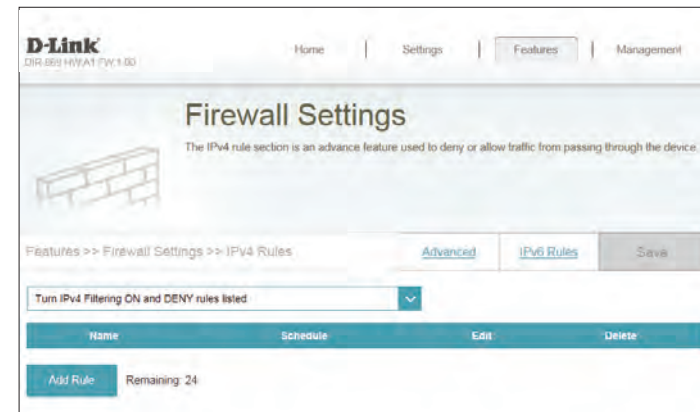 D-Link
DIR-869 HW:A1 FW:1.00
Home | Settings | Features | Management
Firewall Settings
The IPv4 rule section is an advance feature used to deny or allow traffic from passing through the device.
Features >> Firewall Settings >> IPv4 Rules
Advanced
IPv6 Rules
Save
Turn IPv4 Filtering ON and DENY rules listed
Name Schedule Edit Delete
Add Rule Remaining: 24